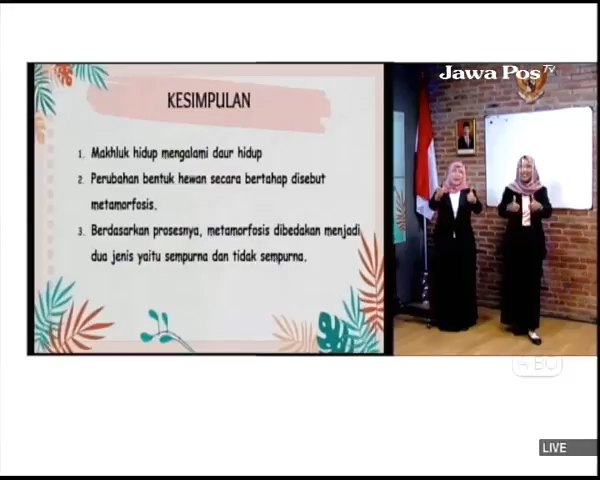 Jawa Pos TV
KESIMPULAN
1. Makhluk hidup mengalami daur hidup
2. Perubahan bentuk hewan secara bertahap disebut
metamorfosis.
3. Berdasarkan prosesnya, metamorfosis dibedakan menjadi
dua jenis yaitu sempurna dan tidak sempurna.
LIVE